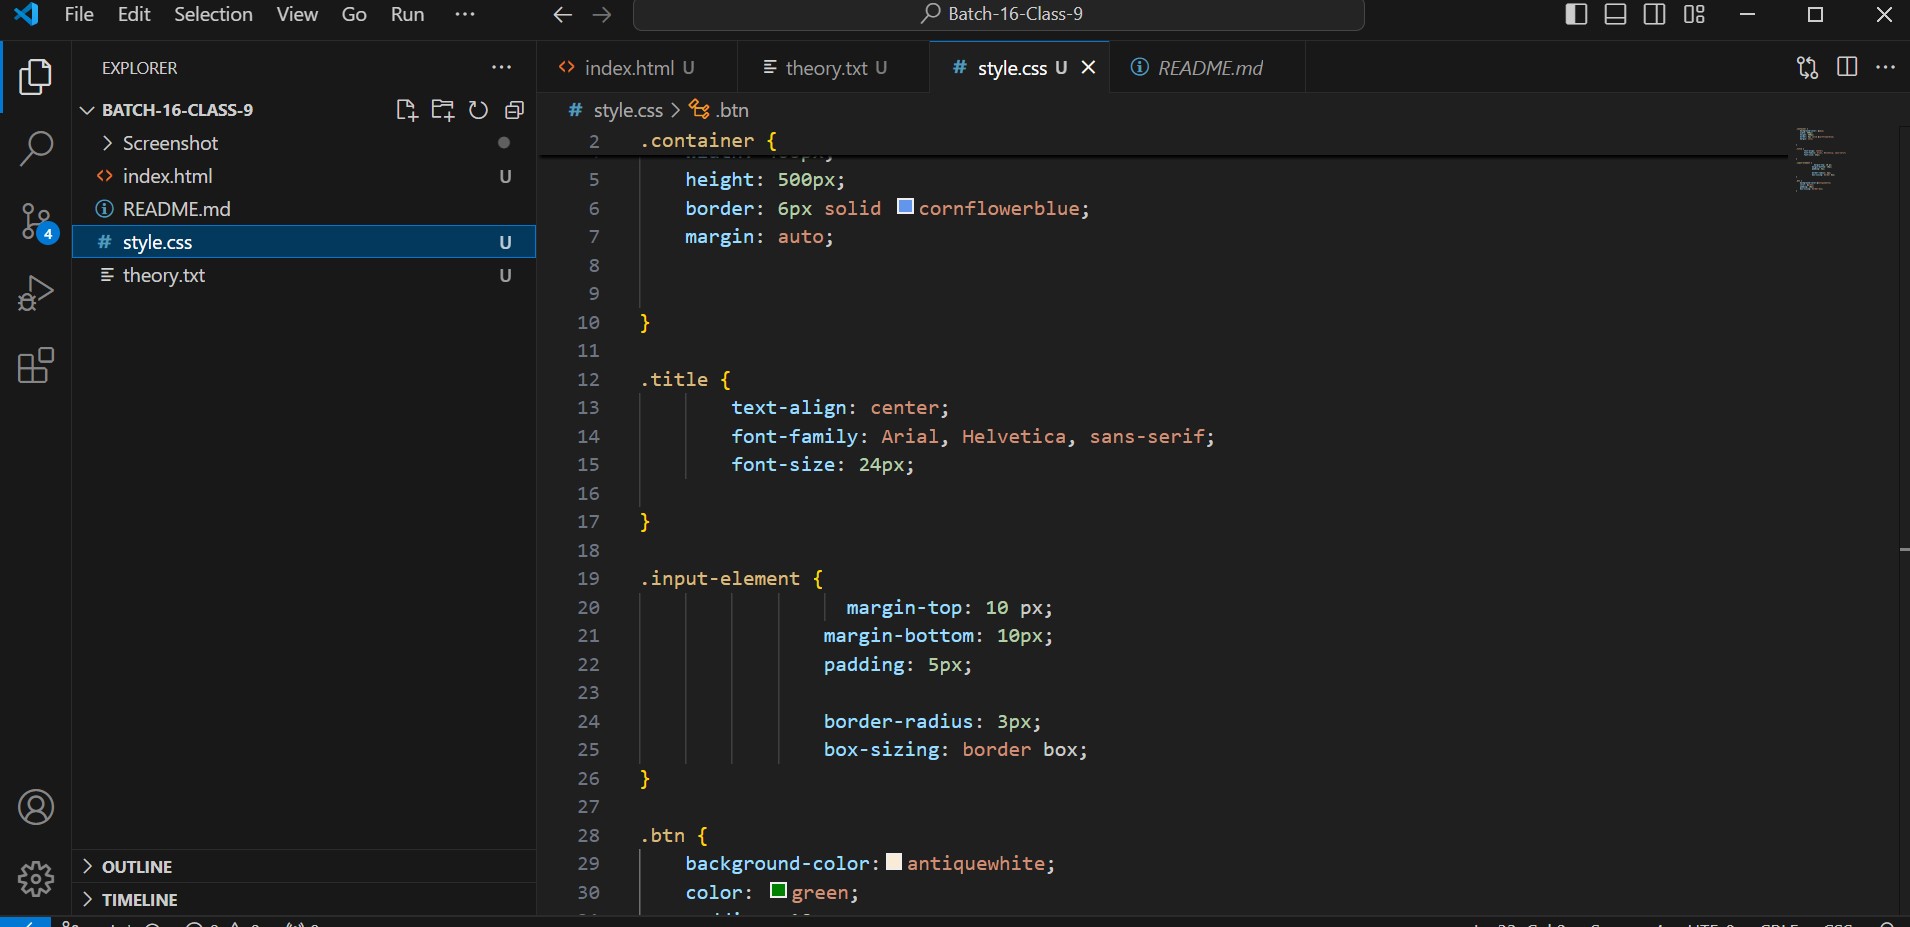 File Edit Selection View Go Run ···
Batch-16-Class-9
EXPLORER
BATCH-16-CLASS-9
Screenshot
index.html U
README.md
style.css U
theory.txt U
4
OUTLINE
TIMELINE
index.html U
theory.txt U
style.css U
README.md
style.css > .btn
2 .container {
5 height: 500px;
6 border: 6px solid cornflowerblue;
7 margin: auto;
8
9
10 }
11
12 .title {
13 text-align: center;
14 font-family: Arial, Helvetica, sans-serif;
15 font-size: 24px;
16
17 }
18
19 .input-element {
20 margin-top: 10 px;
21 margin-bottom: 10px;
22 padding: 5px;
23
24 border-radius: 3px;
25 box-sizing: border box;
26 }
27
28 .btn {
29 background-color: antiquewhite;
30 color: green;